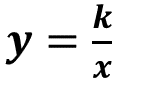 y = k/x